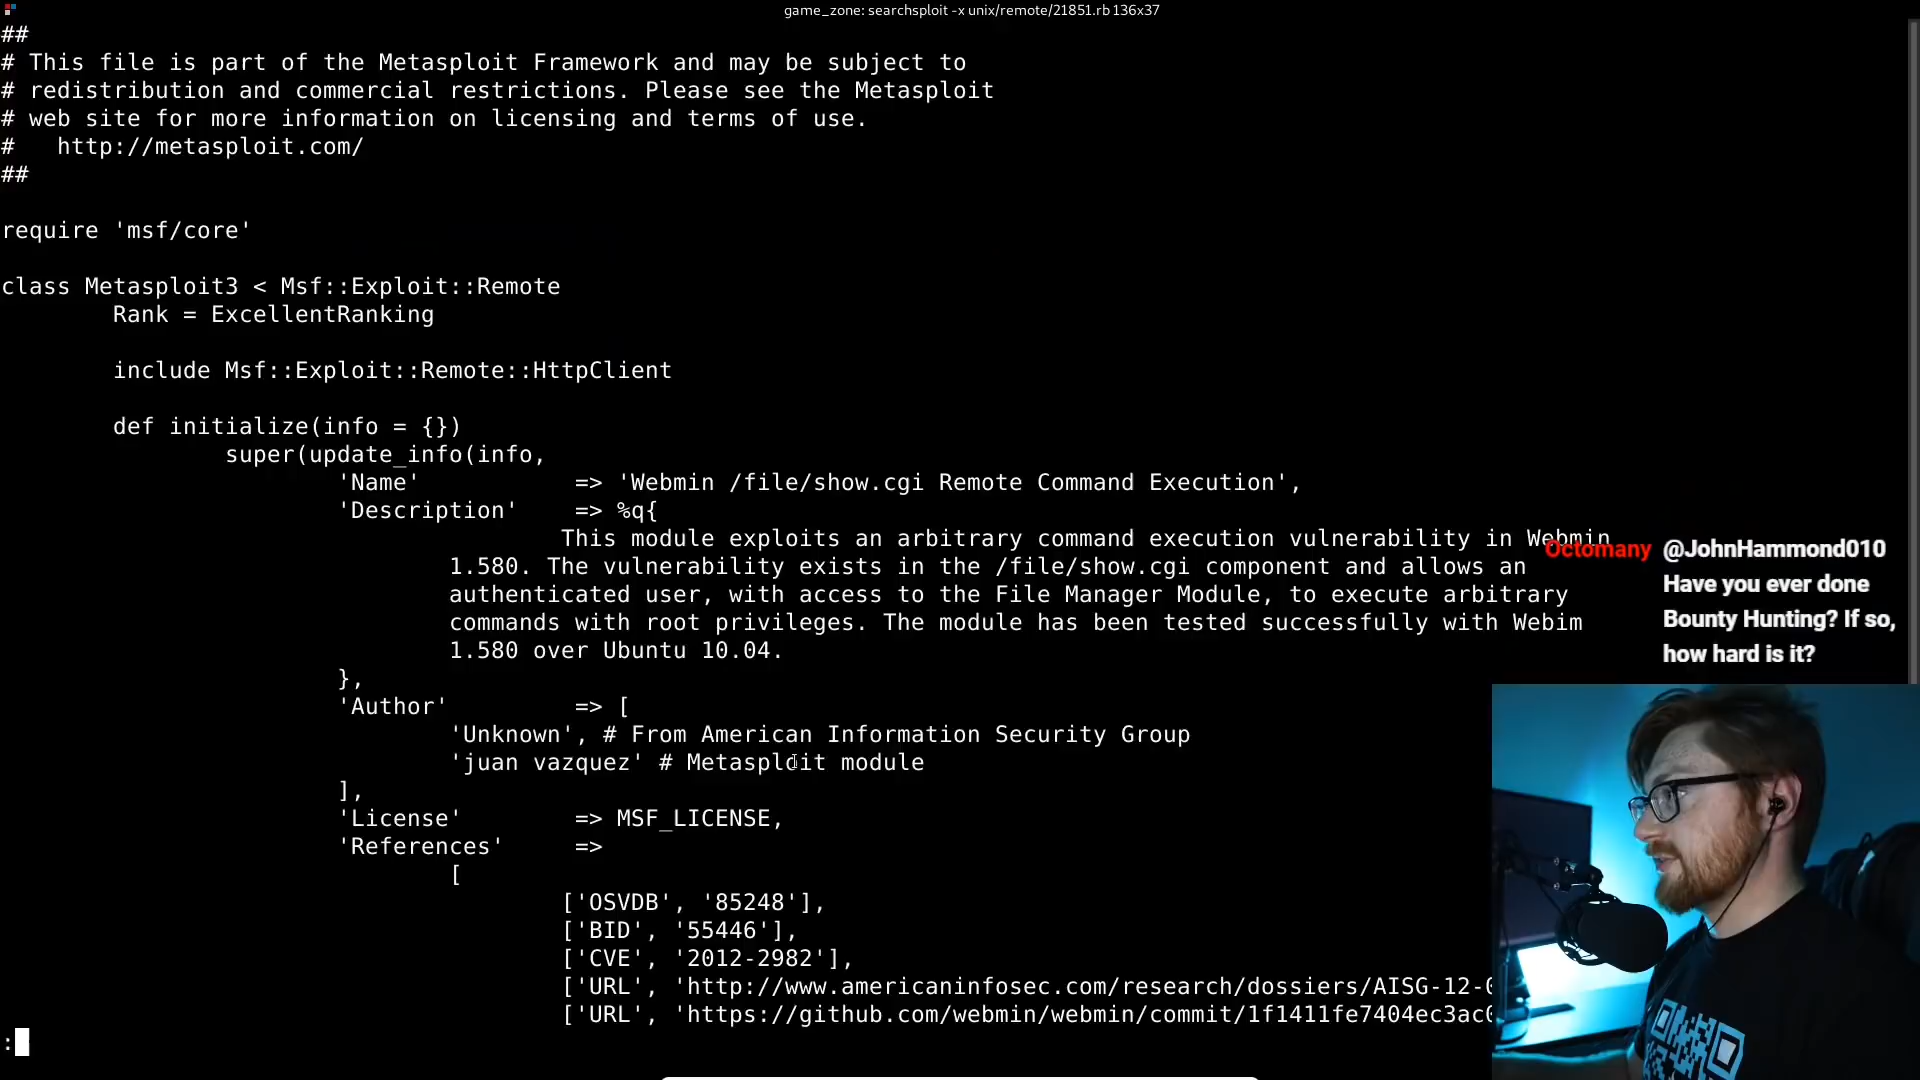 game_zone: searchsploit -x unix/remote/21851.rb 136x37
##
# This file is part of the Metasploit Framework and may be subject to
# redistribution and commercial restrictions. Please see the Metasploit
# web site for more information on licensing and terms of use.
#   http://metasploit.com/
##
require 'msf/core'
class Metasploit3 < Msf::Exploit::Remote
Rank = ExcellentRanking
include Msf::Exploit::Remote::HttpClient
def initialize(info = {})
super(update_info(info,
'Name' => 'Webmin /file/show.cgi Remote Command Execution',
'Description' => %q{
This module exploits an arbitrary command execution vulnerability in Webmin
1.580. The vulnerability exists in the /file/show.cgi component and allows an
authenticated user, with access to the File Manager Module, to execute arbitrary
commands with root privileges. The module has been tested successfully with Webim
1.580 over Ubuntu 10.04.
},
'Author' => [
'Unknown', # From American Information Security Group
'juan vazquez' # Metasploit module
],
'License' => MSF_LICENSE,
'References' =>
[
['OSVDB', '85248'],
['BID', '55446'],
['CVE', '2012-2982'],
['URL', 'http://www.americaninfosec.com/research/dossiers/AISG-12-0
['URL', 'https://github.com/webmin/webmin/commit/1f1411fe7404ec3ac0
:
Octomany @JohnHammond010
Have you ever done
Bounty Hunting? If so,
how hard is it?